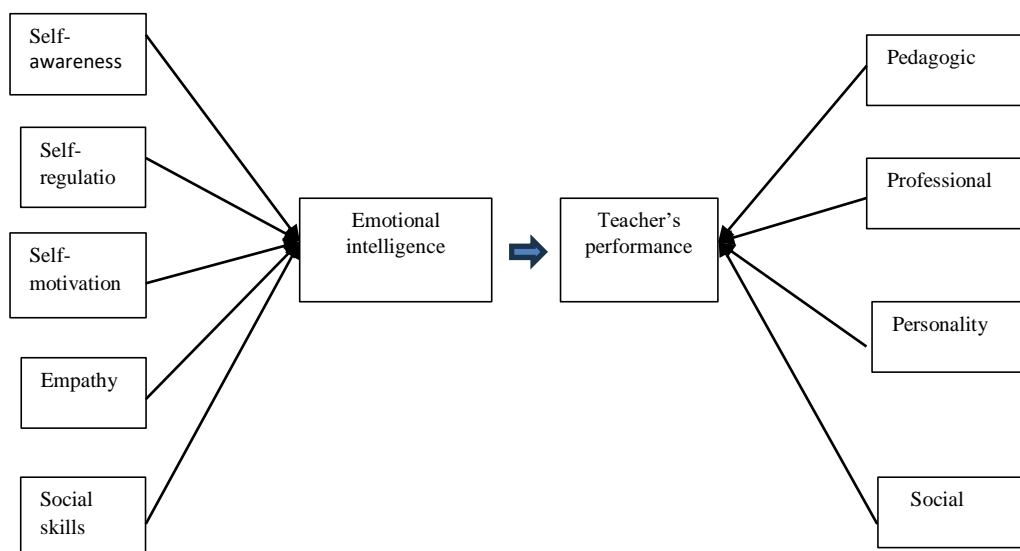 Self-
awareness
Self-
regulatio
Self-
motivation
Empathy
Social
skills
Emotional
intelligence
Teacher’s
performance
Pedagogic
Professional
Personality
Social